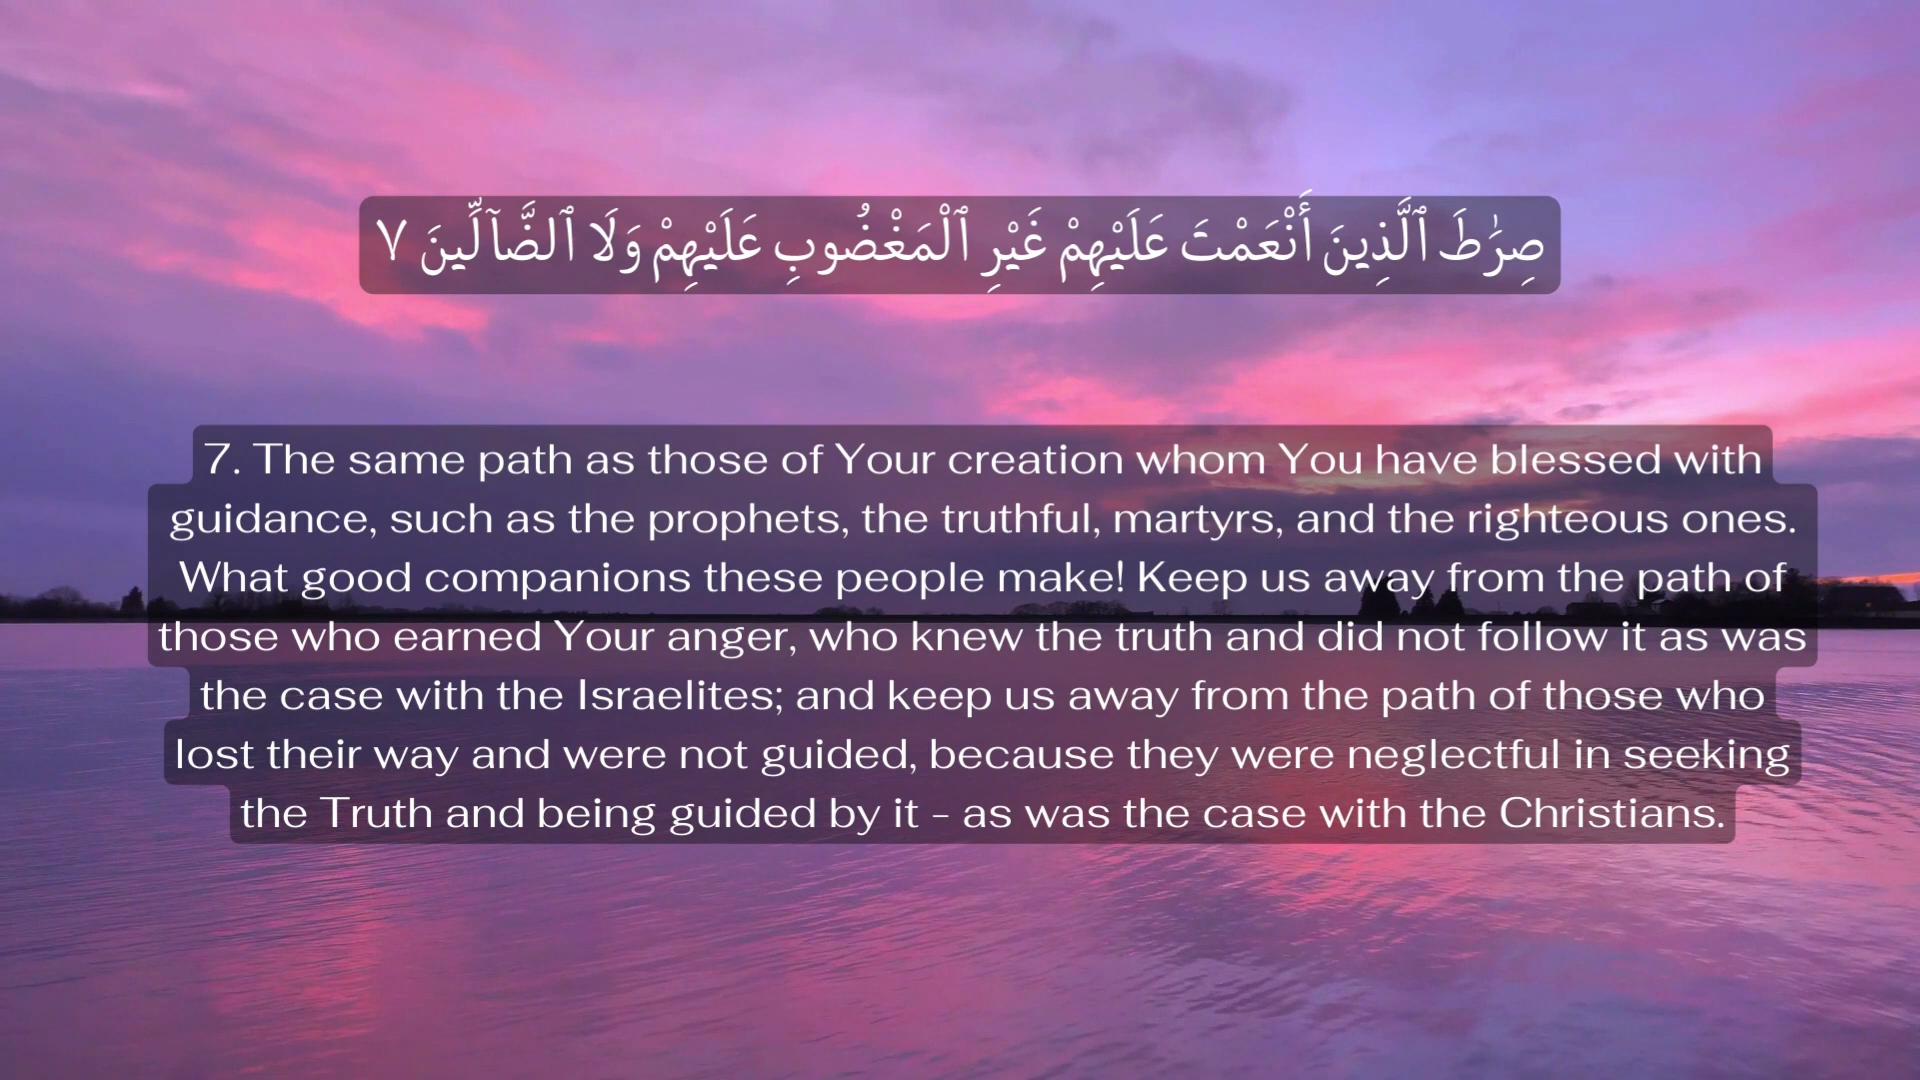 صِرَٰطَ ٱلَّذِينَ أَنْعَمْتَ عَلَيْهِمْ غَيْرِ ٱلْمَغْضُوبِ عَلَيْهِمْ وَلَا ٱلضَّآلِّينَ ٧
7. The same path as those of Your creation whom You have blessed with
guidance, such as the prophets, the truthful, martyrs, and the righteous ones.
What good companions these people make! Keep us away from the path of
those who earned Your anger, who knew the truth and did not follow it as was
the case with the Israelites; and keep us away from the path of those who
lost their way and were not guided, because they were neglectful in seeking
the Truth and being guided by it - as was the case with the Christians.